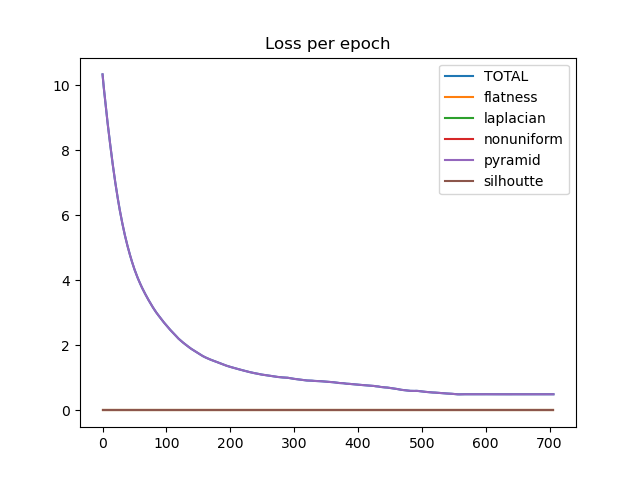 Loss per epoch
TOTAL
flatness
laplacian
nonuniform
pyramid
silhoutte
10
8
6
4
2
0
0 100 200 300 400 500 600 700